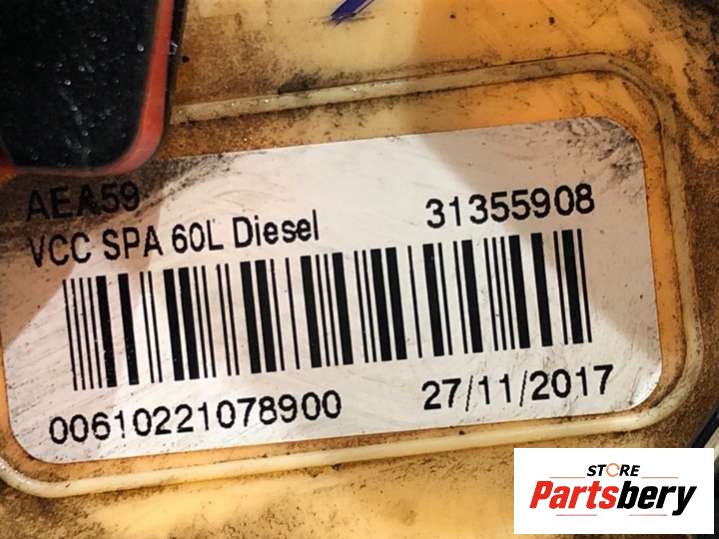 AEA59
VCC SPA 60L Diesel 31355908
00610221078900 27/11/2017
STORE
Partsbery